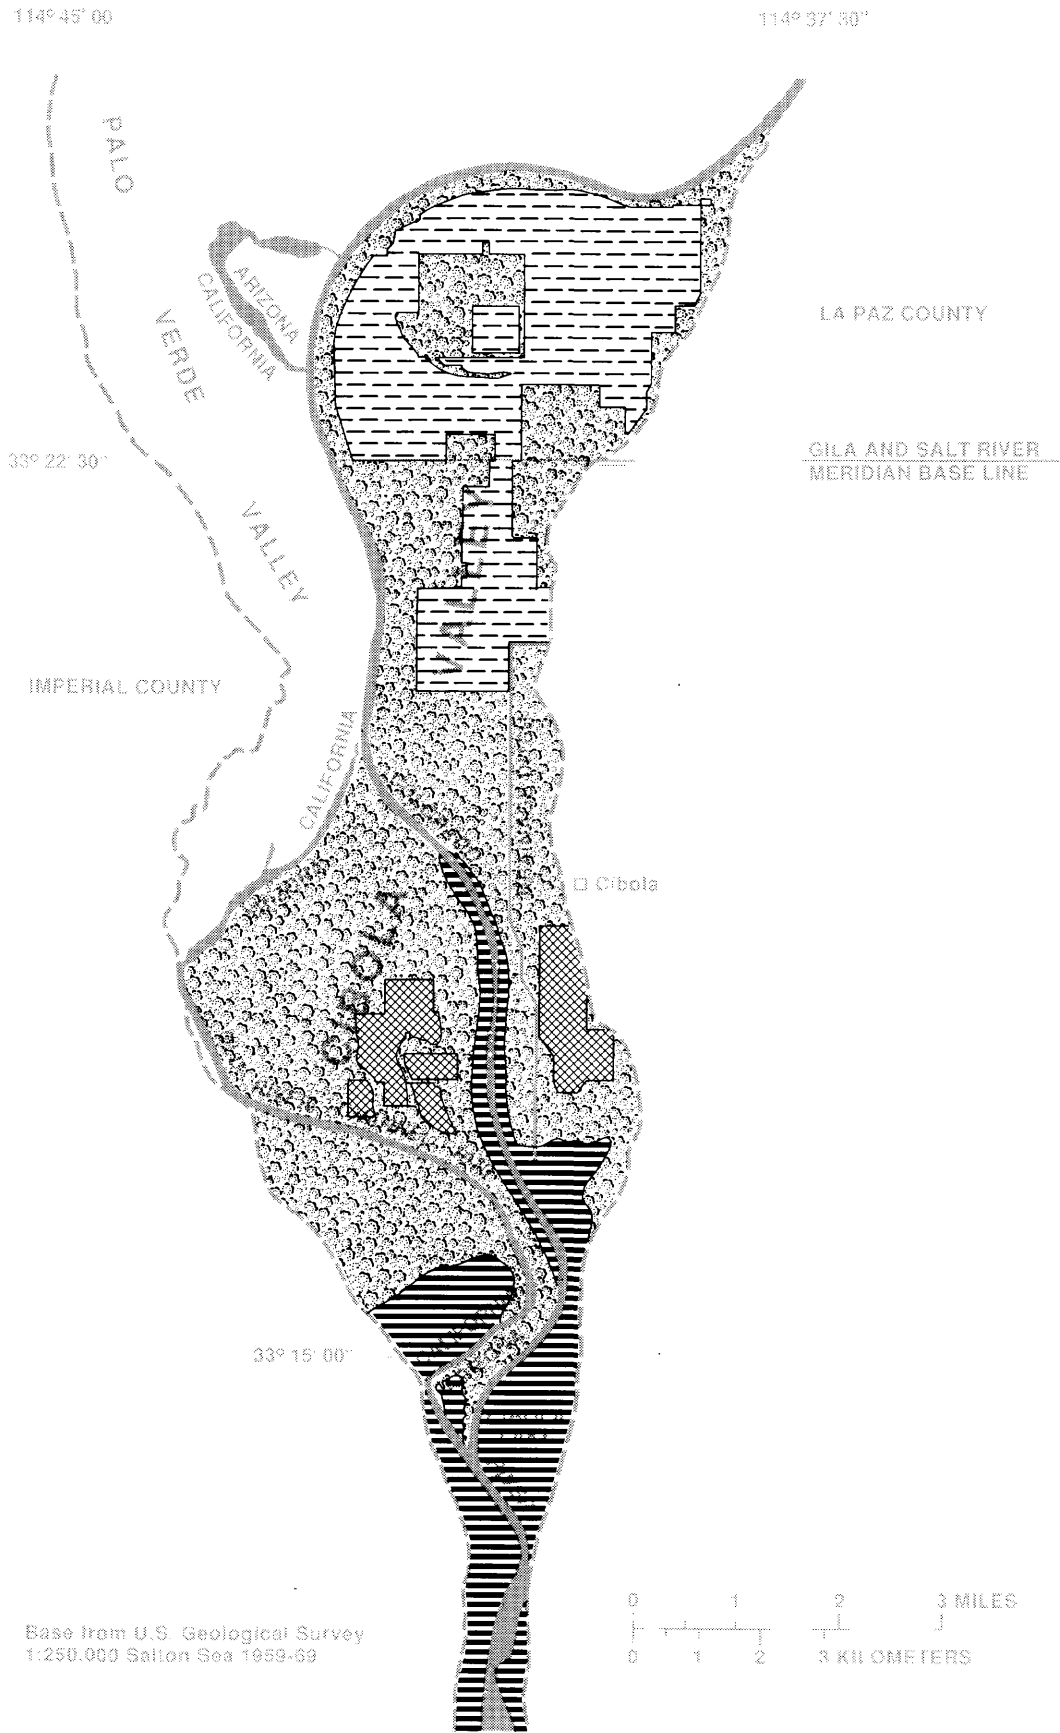 114° 45' 00
114° 37' 30"
PALO
VERDE
VALLEY
ARIZONA
CALIFORNIA
LA PAZ COUNTY
33° 22' 30"
GILA AND SALT RIVER
MERIDIAN BASE LINE
VALLEY
IMPERIAL COUNTY
CALIFORNIA
Cibola
CIBOLA
33° 15' 00"
0 1 2 3 MILES
0 1 2 3 KILOMETERS
Base from U.S. Geological Survey
1:250,000 Salton Sea 1959-69